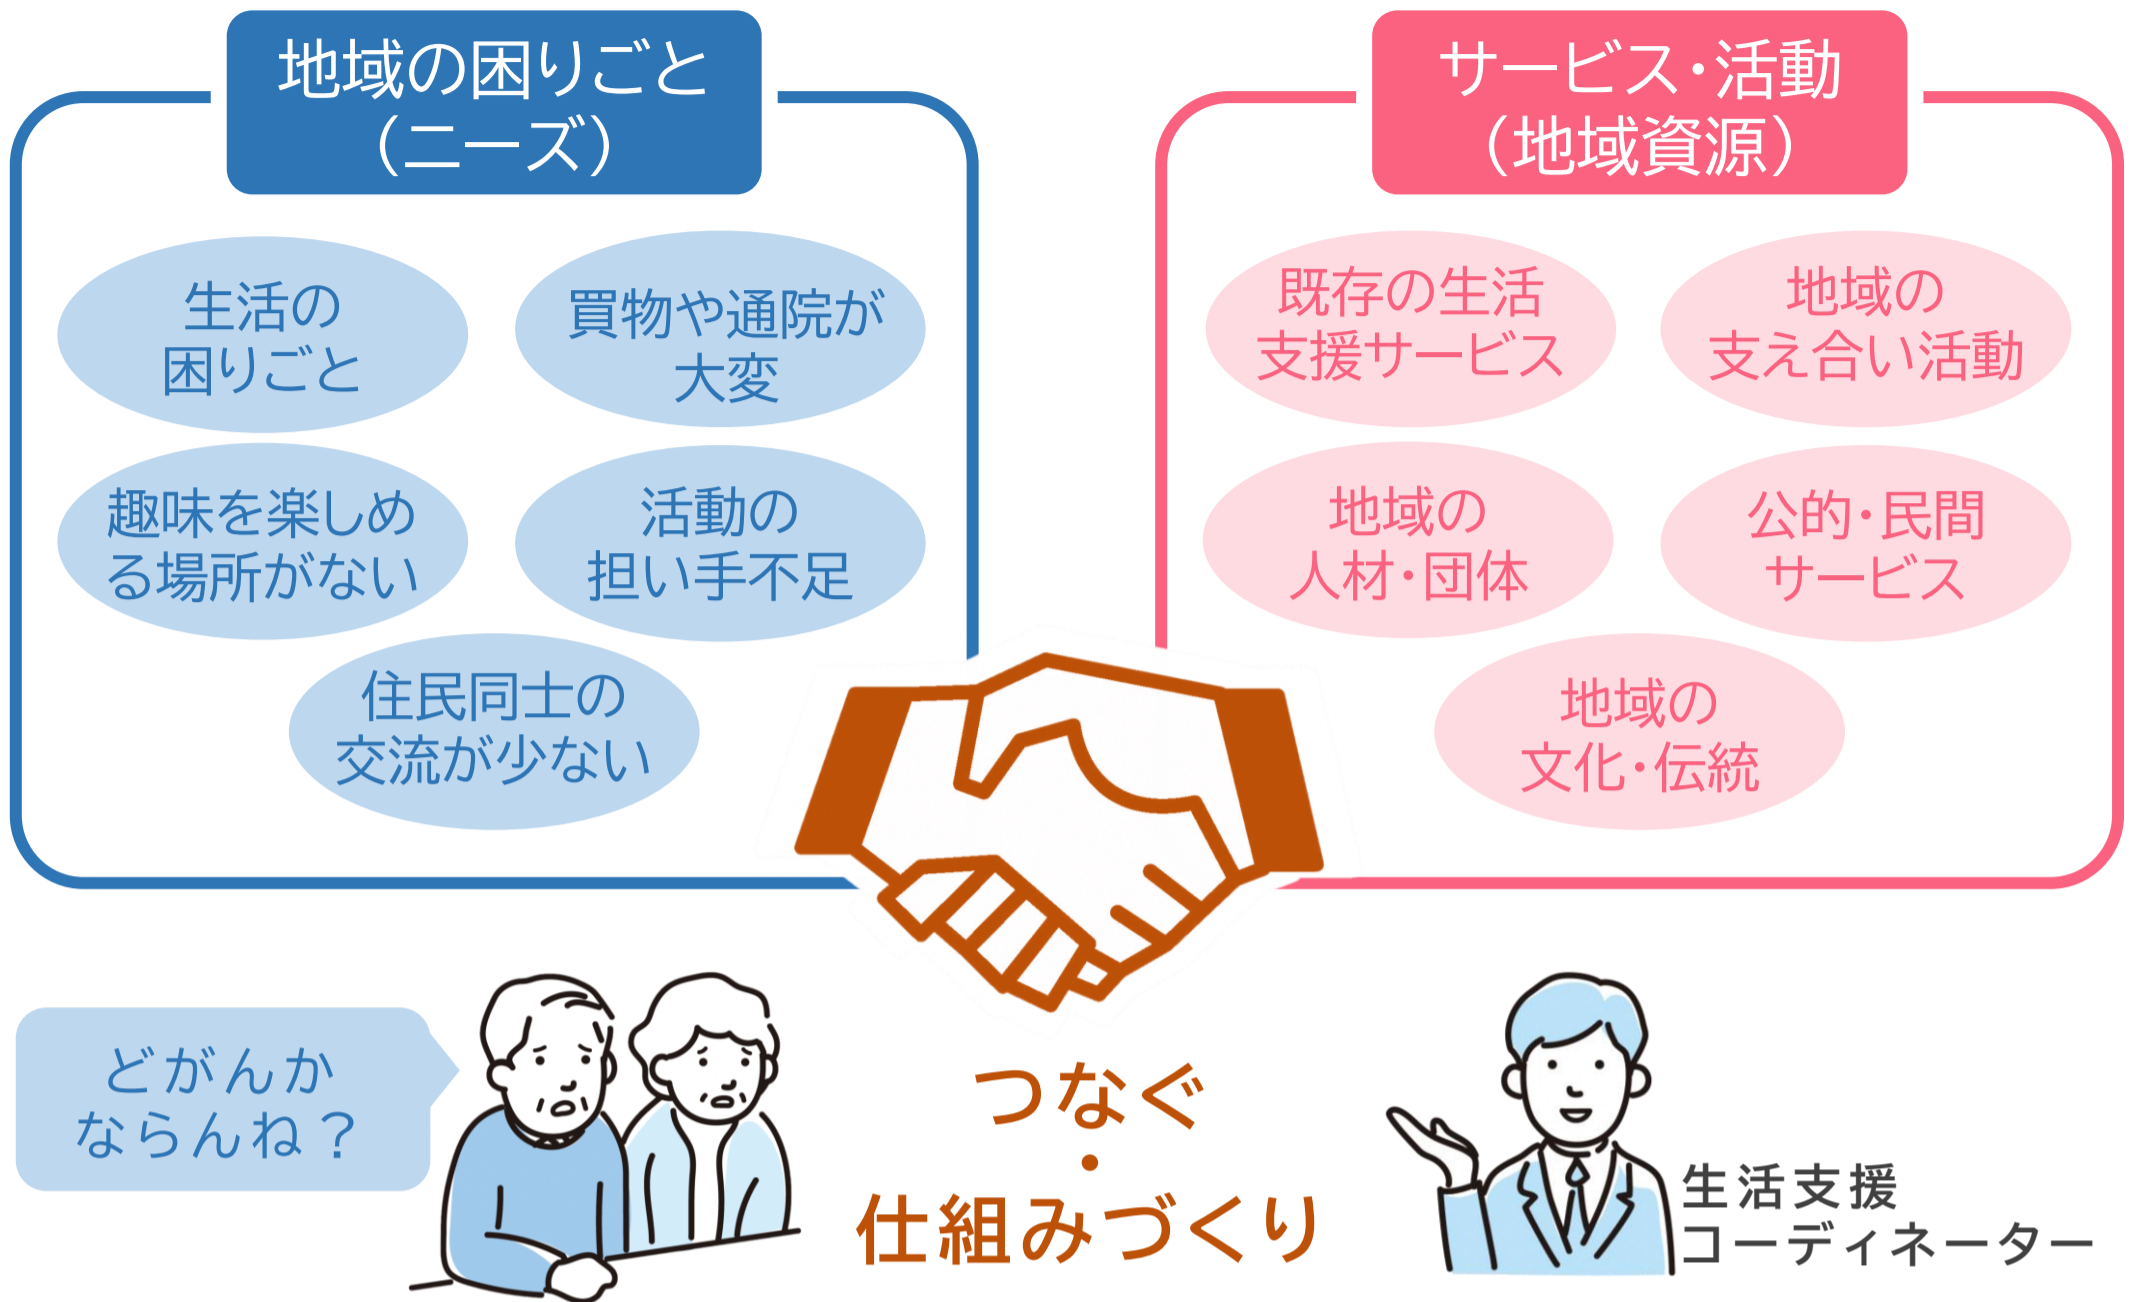 地域の困りごと
（ニーズ）
生活の
困りごと
買物や通院が
大変
趣味を楽しめ
る場所がない
活動の
担い手不足
住民同士の
交流が少ない
サービス・活動
（地域資源）
既存の生活
支援サービス
地域の
支え合い活動
地域の
人材・団体
公的・民間
サービス
地域の
文化・伝統
どがんか
ならんね？
つなぐ
・
仕組みづくり
生活支援
コーディネーター